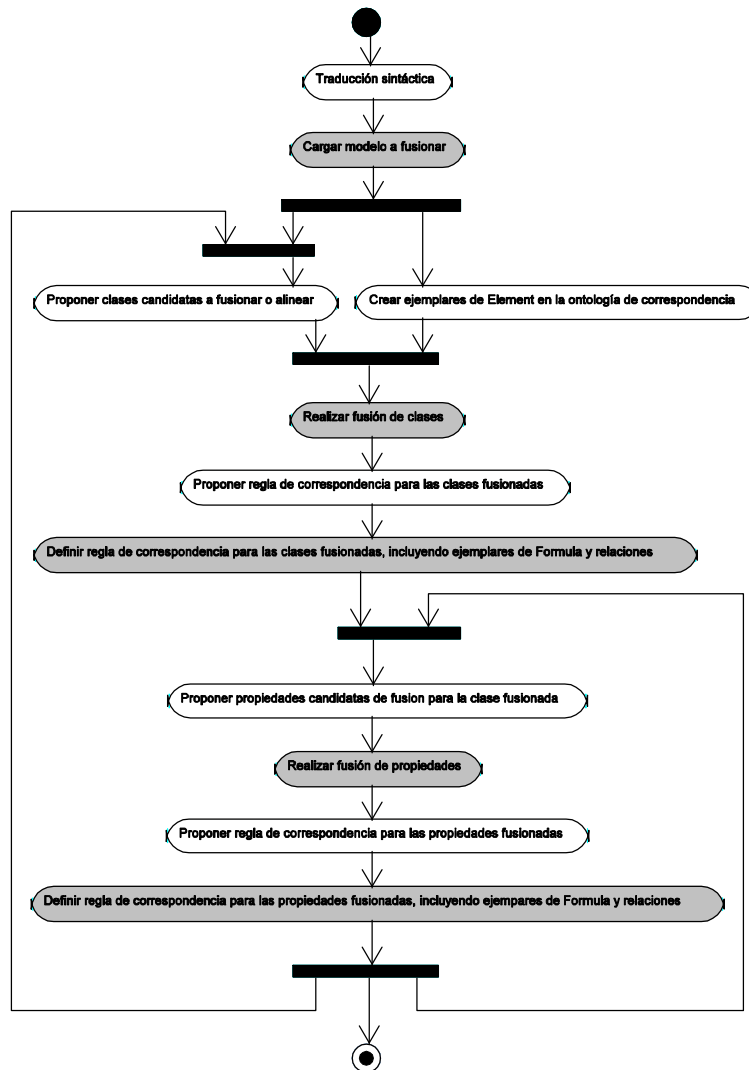 Traducción sintáctica
Cargar modelo a fusionar
Proponer clases candidatas a fusionar o alinear
Crear ejemplares de Element en la ontología de correspondencia
Realizar fusión de clases
Proponer regla de correspondencia para las clases fusionadas
Definir regla de correspondencia para las clases fusionadas, incluyendo ejemplares de Formula y relaciones
Proponer propiedades candidatas de fusion para la clase fusionada
Realizar fusión de propiedades
Proponer regla de correspondencia para las propiedades fusionadas
Definir regla de correspondencia para las propiedades fusionadas, incluyendo ejempares de Formula y relaciones